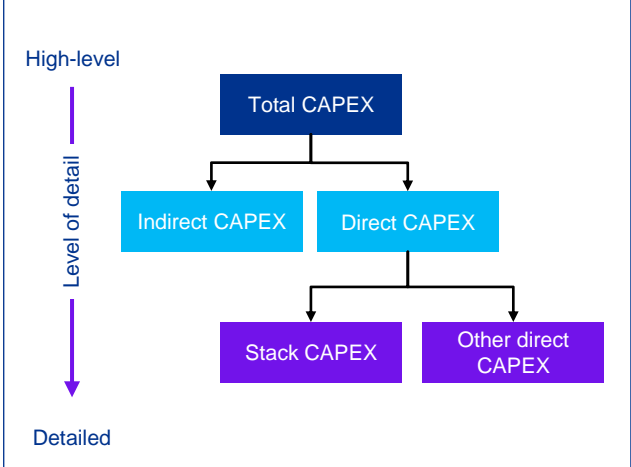 High-level
Total CAPEX
Level of detail
Indirect CAPEX
Direct CAPEX
Stack CAPEX
Other direct
CAPEX
Detailed